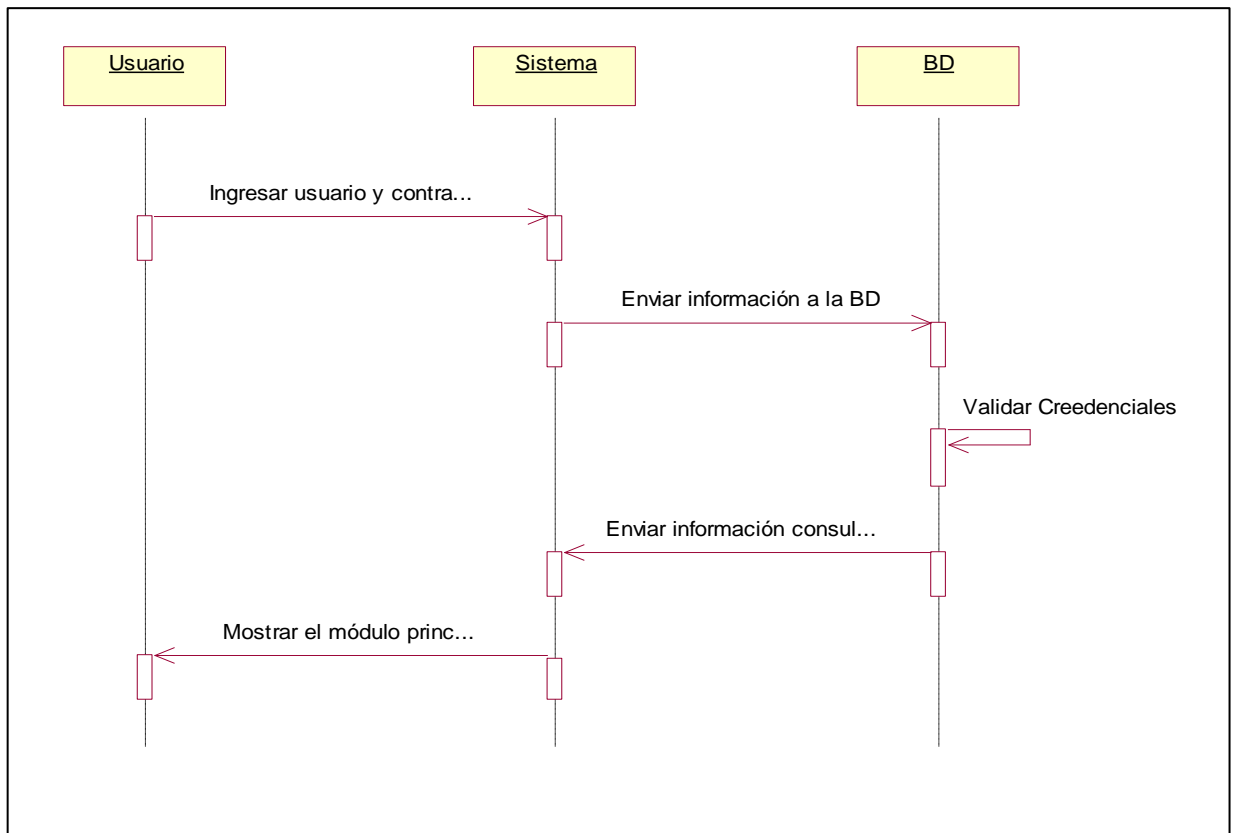 Usuario
Sistema
BD
Ingresar usuario y contra...
Enviar información a la BD
Validar Creedenciales
Enviar información consul...
Mostrar el módulo princ...